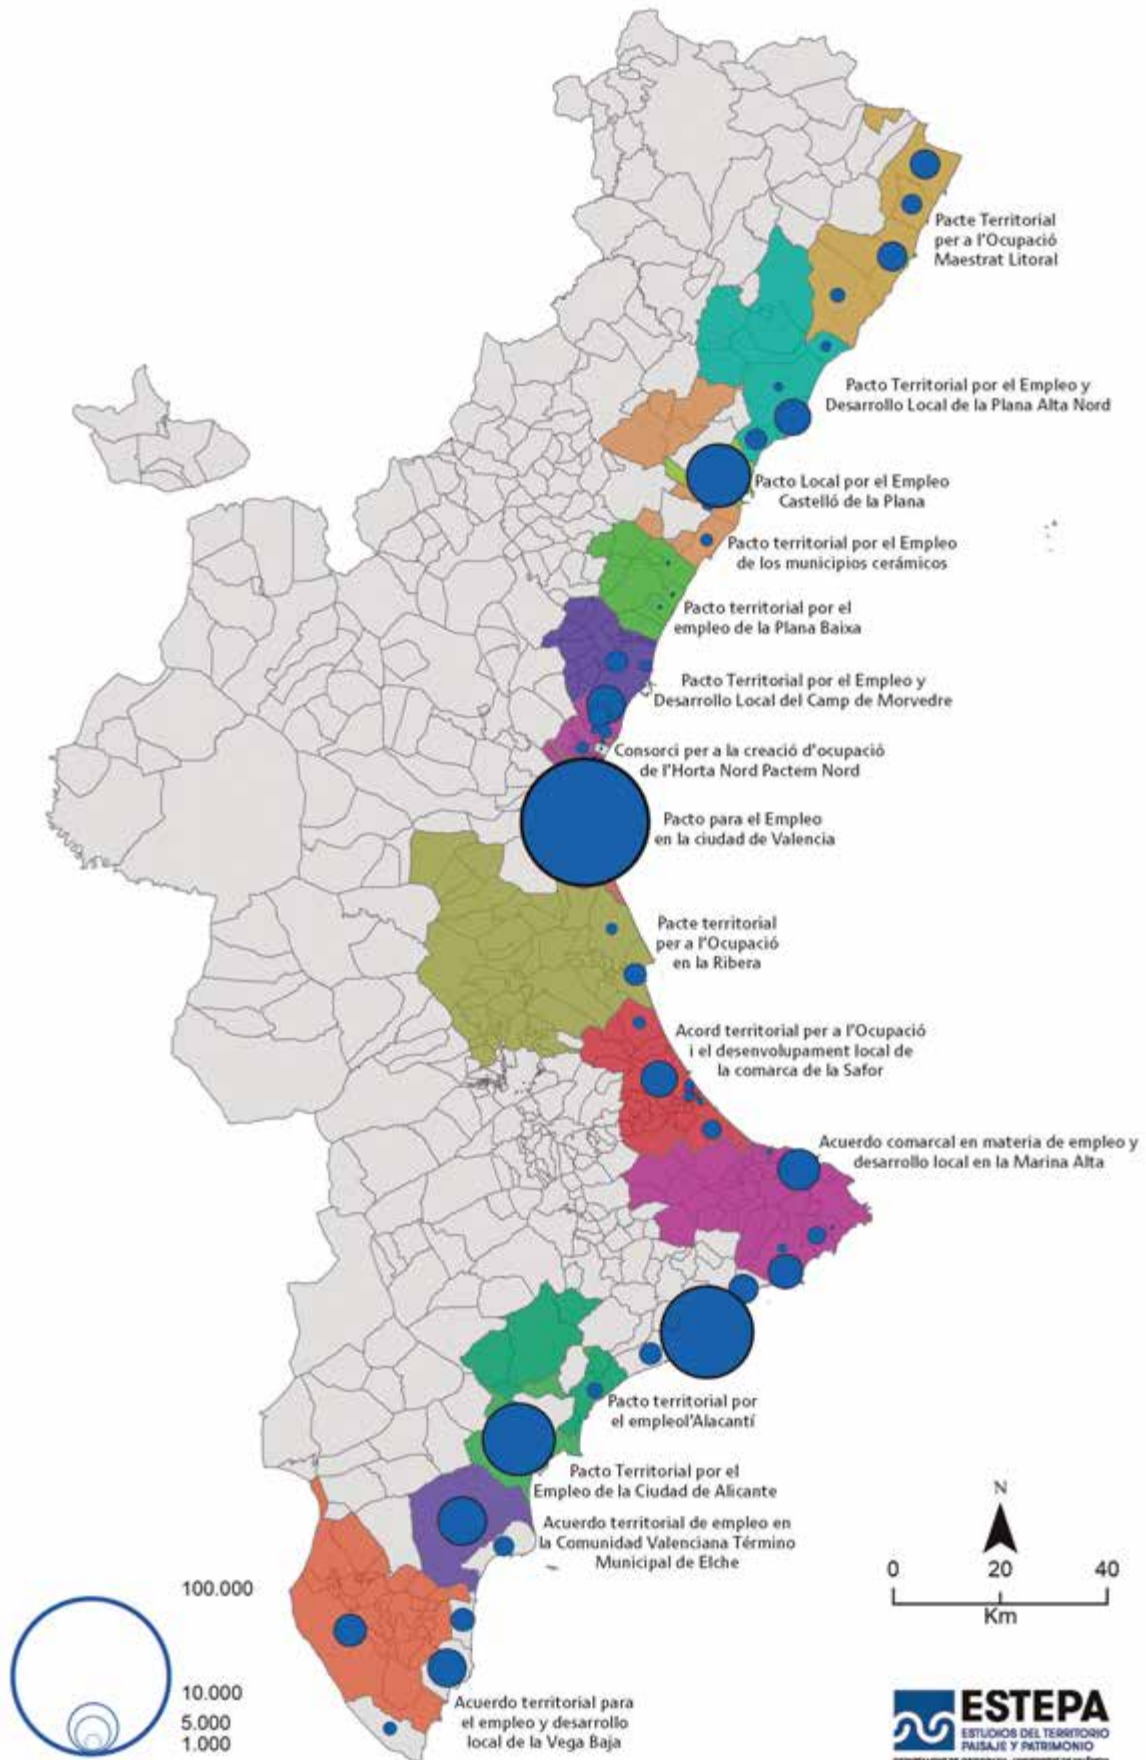 Pacte Territorial
per a l'Ocupació
Maestrat Litoral
Pacto Territorial por el Empleo y
Desarrollo Local de la Plana Alta Nord
Pacto Local por el Empleo
Castelló de la Plana
Pacto territorial por el Empleo
de los municipios cerámicos
Pacto territorial por el
empleo de la Plana Baixa
Pacto Territorial por el Empleo y
Desarrollo Local del Camp de Morvedre
Consorci per a la creació d'ocupació
de l'Horta Nord Pactem Nord
Pacto para el Empleo
en la ciudad de Valencia
Pacte territorial
per a l'Ocupació
en la Ribera
Acord territorial per a l'Ocupació
i el desenvolupament local de
la comarca de la Safor
Acuerdo comarcal en materia de empleo y
desarrollo local en la Marina Alta
Pacto territorial por
el empleol'Alacantí
Pacto Territorial por el
Empleo de la Ciudad de Alicante
Acuerdo territorial de empleo en
la Comunidad Valenciana Término
Municipal de Elche
Acuerdo territorial para
el empleo y desarrollo
local de la Vega Baja
100.000
10.000
5.000
1.000
N
0 20 40
Km
ESTEPA
ESTUDIOS DEL TERRITORIO
PAISAJE Y PATRIMONIO